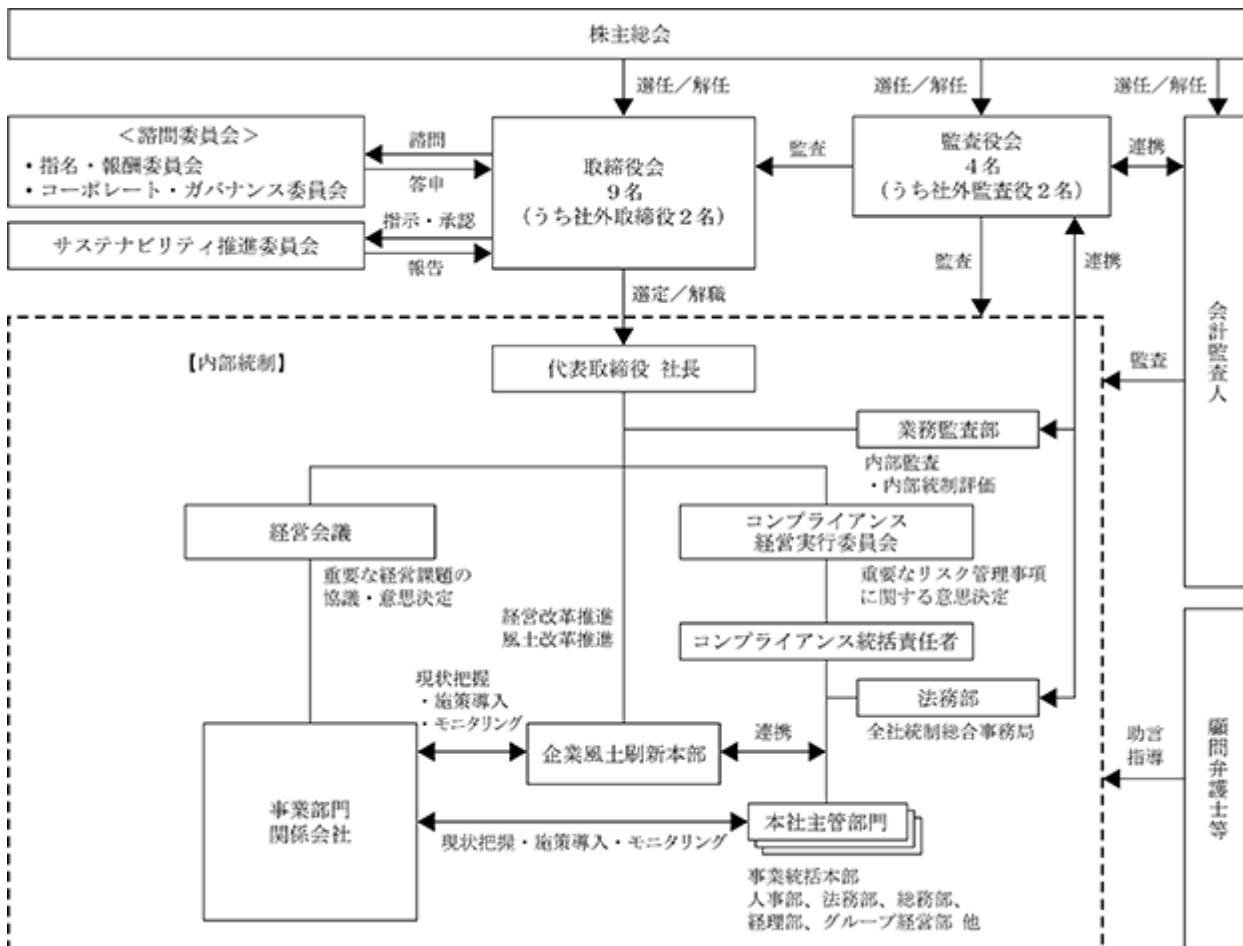 株主総会
選任／解任
選任／解任
選任／解任
＜諮問委員会＞
・指名・報酬委員会
・コーポレート・ガバナンス委員会
諮問
答申
取締役会
9名
（うち社外取締役2名）
監査
監査役会
4名
（うち社外監査役2名）
連携
サステナビリティ推進委員会
指示・承認
報告
監査
連携
選定／解職
会計監査人
【内部統制】
代表取締役 社長
監査
業務監査部
内部監査
・内部統制評価
経営会議
重要な経営課題の
協議・意思決定
コンプライアンス
経営実行委員会
重要なリスク管理事項
に関する意思決定
経営改革推進
風土改革推進
コンプライアンス統括責任者
現状把握
・施策導入
・モニタリング
法務部
全社統制総合事務局
企業風土刷新本部
連携
助言
指導
顧問弁護士等
事業部門
関係会社
現状把握・施策導入・モニタリング
本社主管部門
事業統括本部
人事部、法務部、総務部、
経理部、グループ経営部 他